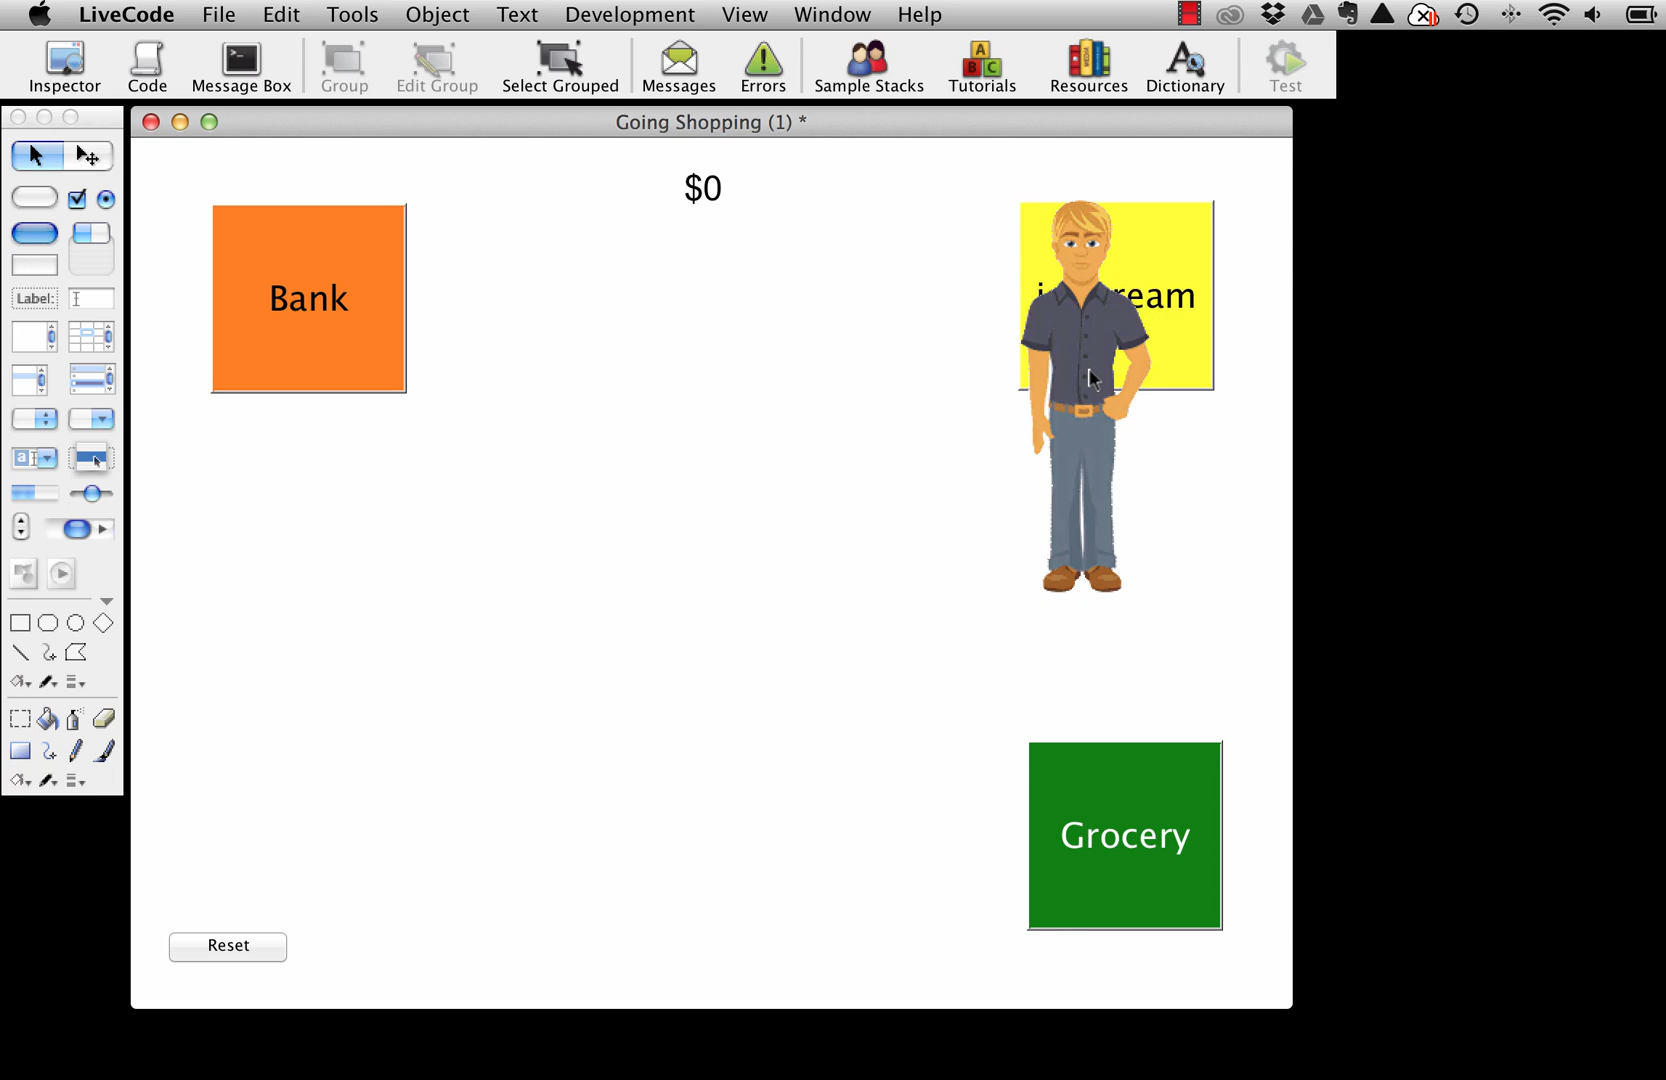 LiveCode File Edit Tools Object Text Development View Window Help
Inspector Code Message Box Group Edit Group Select Grouped Messages Errors Sample Stacks Tutorials Resources Dictionary Test
Going Shopping (1) *
$0
Bank
ream
Label:
Grocery
Reset